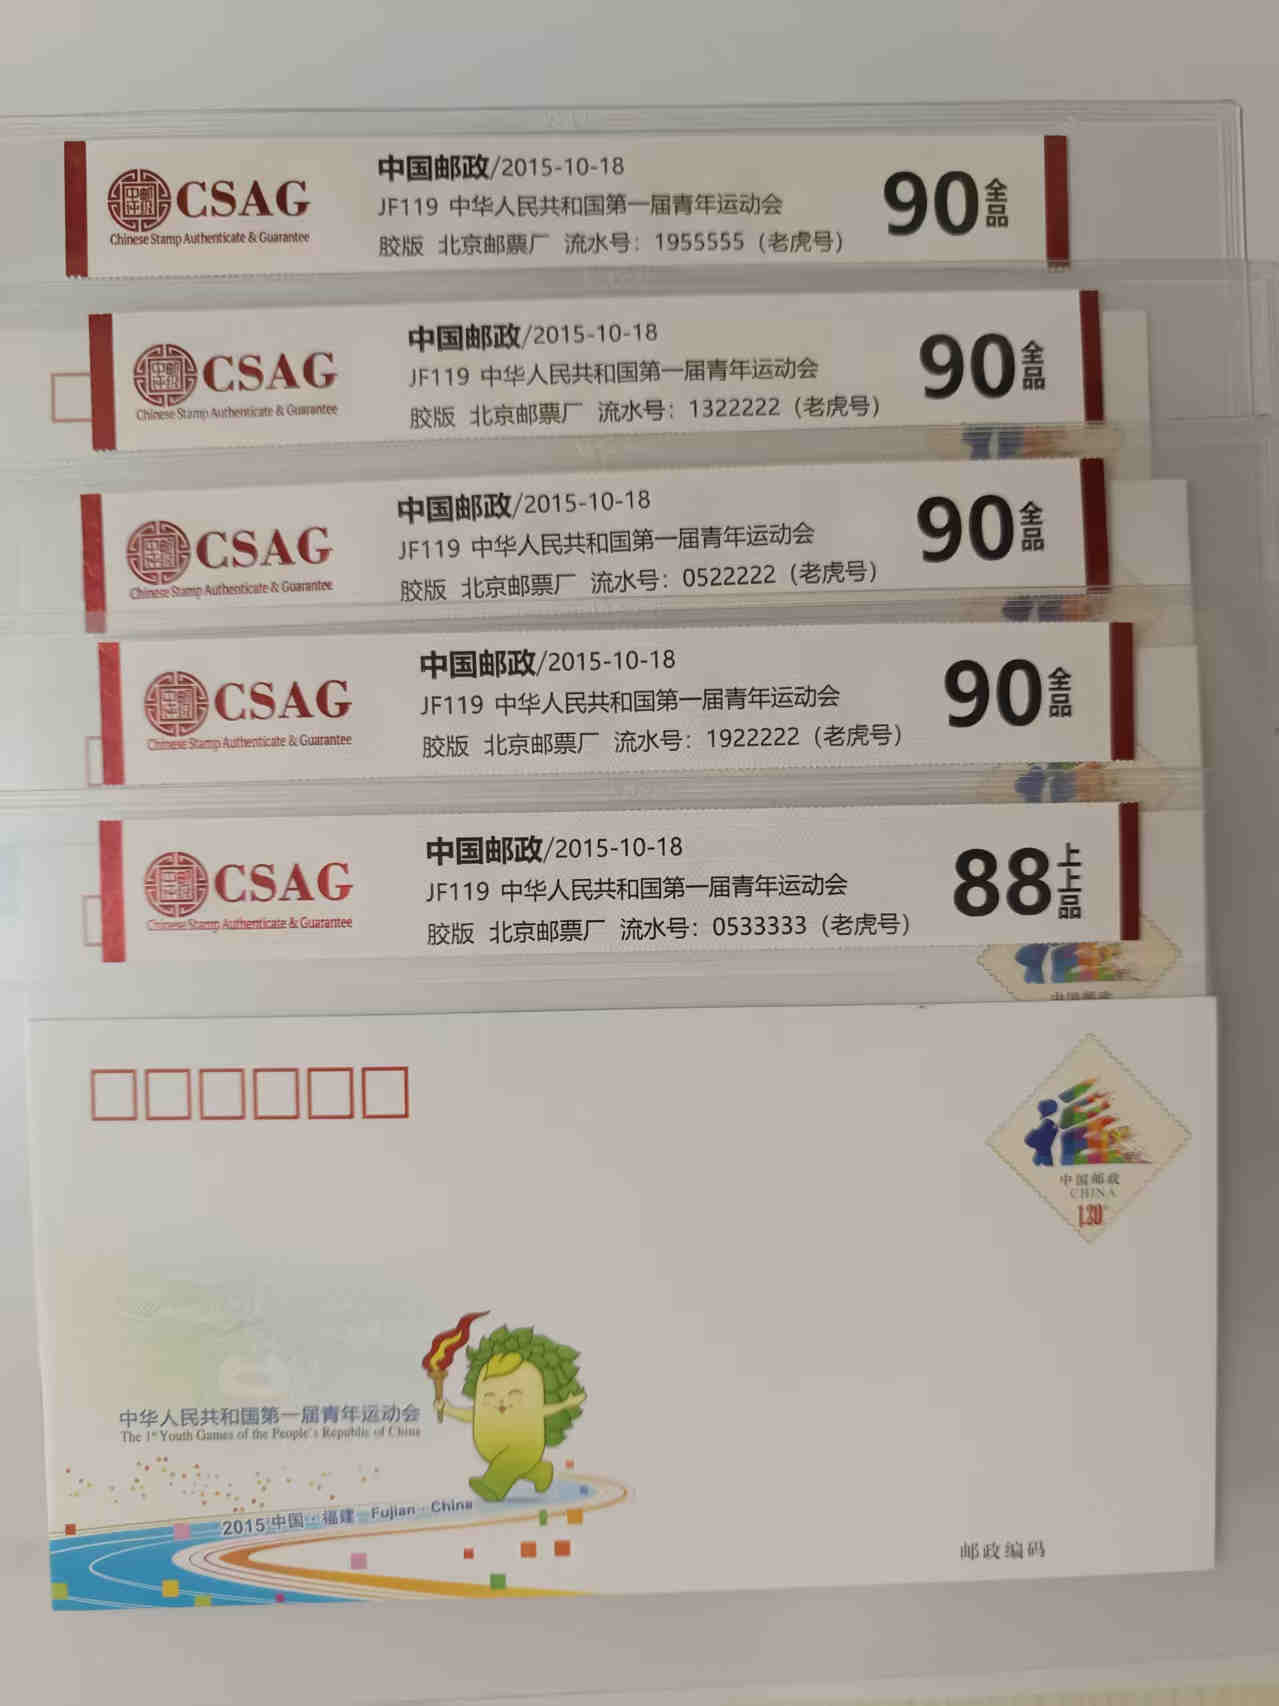 CSAG
Chinese Stamp Authenticate & Guarantee
中国邮政/2015-10-18
JF119 中华人民共和国第一届青年运动会
胶版 北京邮票厂 流水号：1955555（老虎号）
90 全品
CSAG
Chinese Stamp Authenticate & Guarantee
中国邮政/2015-10-18
JF119 中华人民共和国第一届青年运动会
胶版 北京邮票厂 流水号：1322222（老虎号）
90 全品
CSAG
Chinese Stamp Authenticate & Guarantee
中国邮政/2015-10-18
JF119 中华人民共和国第一届青年运动会
胶版 北京邮票厂 流水号：0522222（老虎号）
90 全品
CSAG
Chinese Stamp Authenticate & Guarantee
中国邮政/2015-10-18
JF119 中华人民共和国第一届青年运动会
胶版 北京邮票厂 流水号：1922222（老虎号）
90 全品
CSAG
Chinese Stamp Authenticate & Guarantee
中国邮政/2015-10-18
JF119 中华人民共和国第一届青年运动会
胶版 北京邮票厂 流水号：0533333（老虎号）
88 上上品
中国邮政
CHINA
1.20
中华人民共和国第一届青年运动会
The 1st Youth Games of the People's Republic of China
2015·中国·福建 Fujian·China
邮政编码